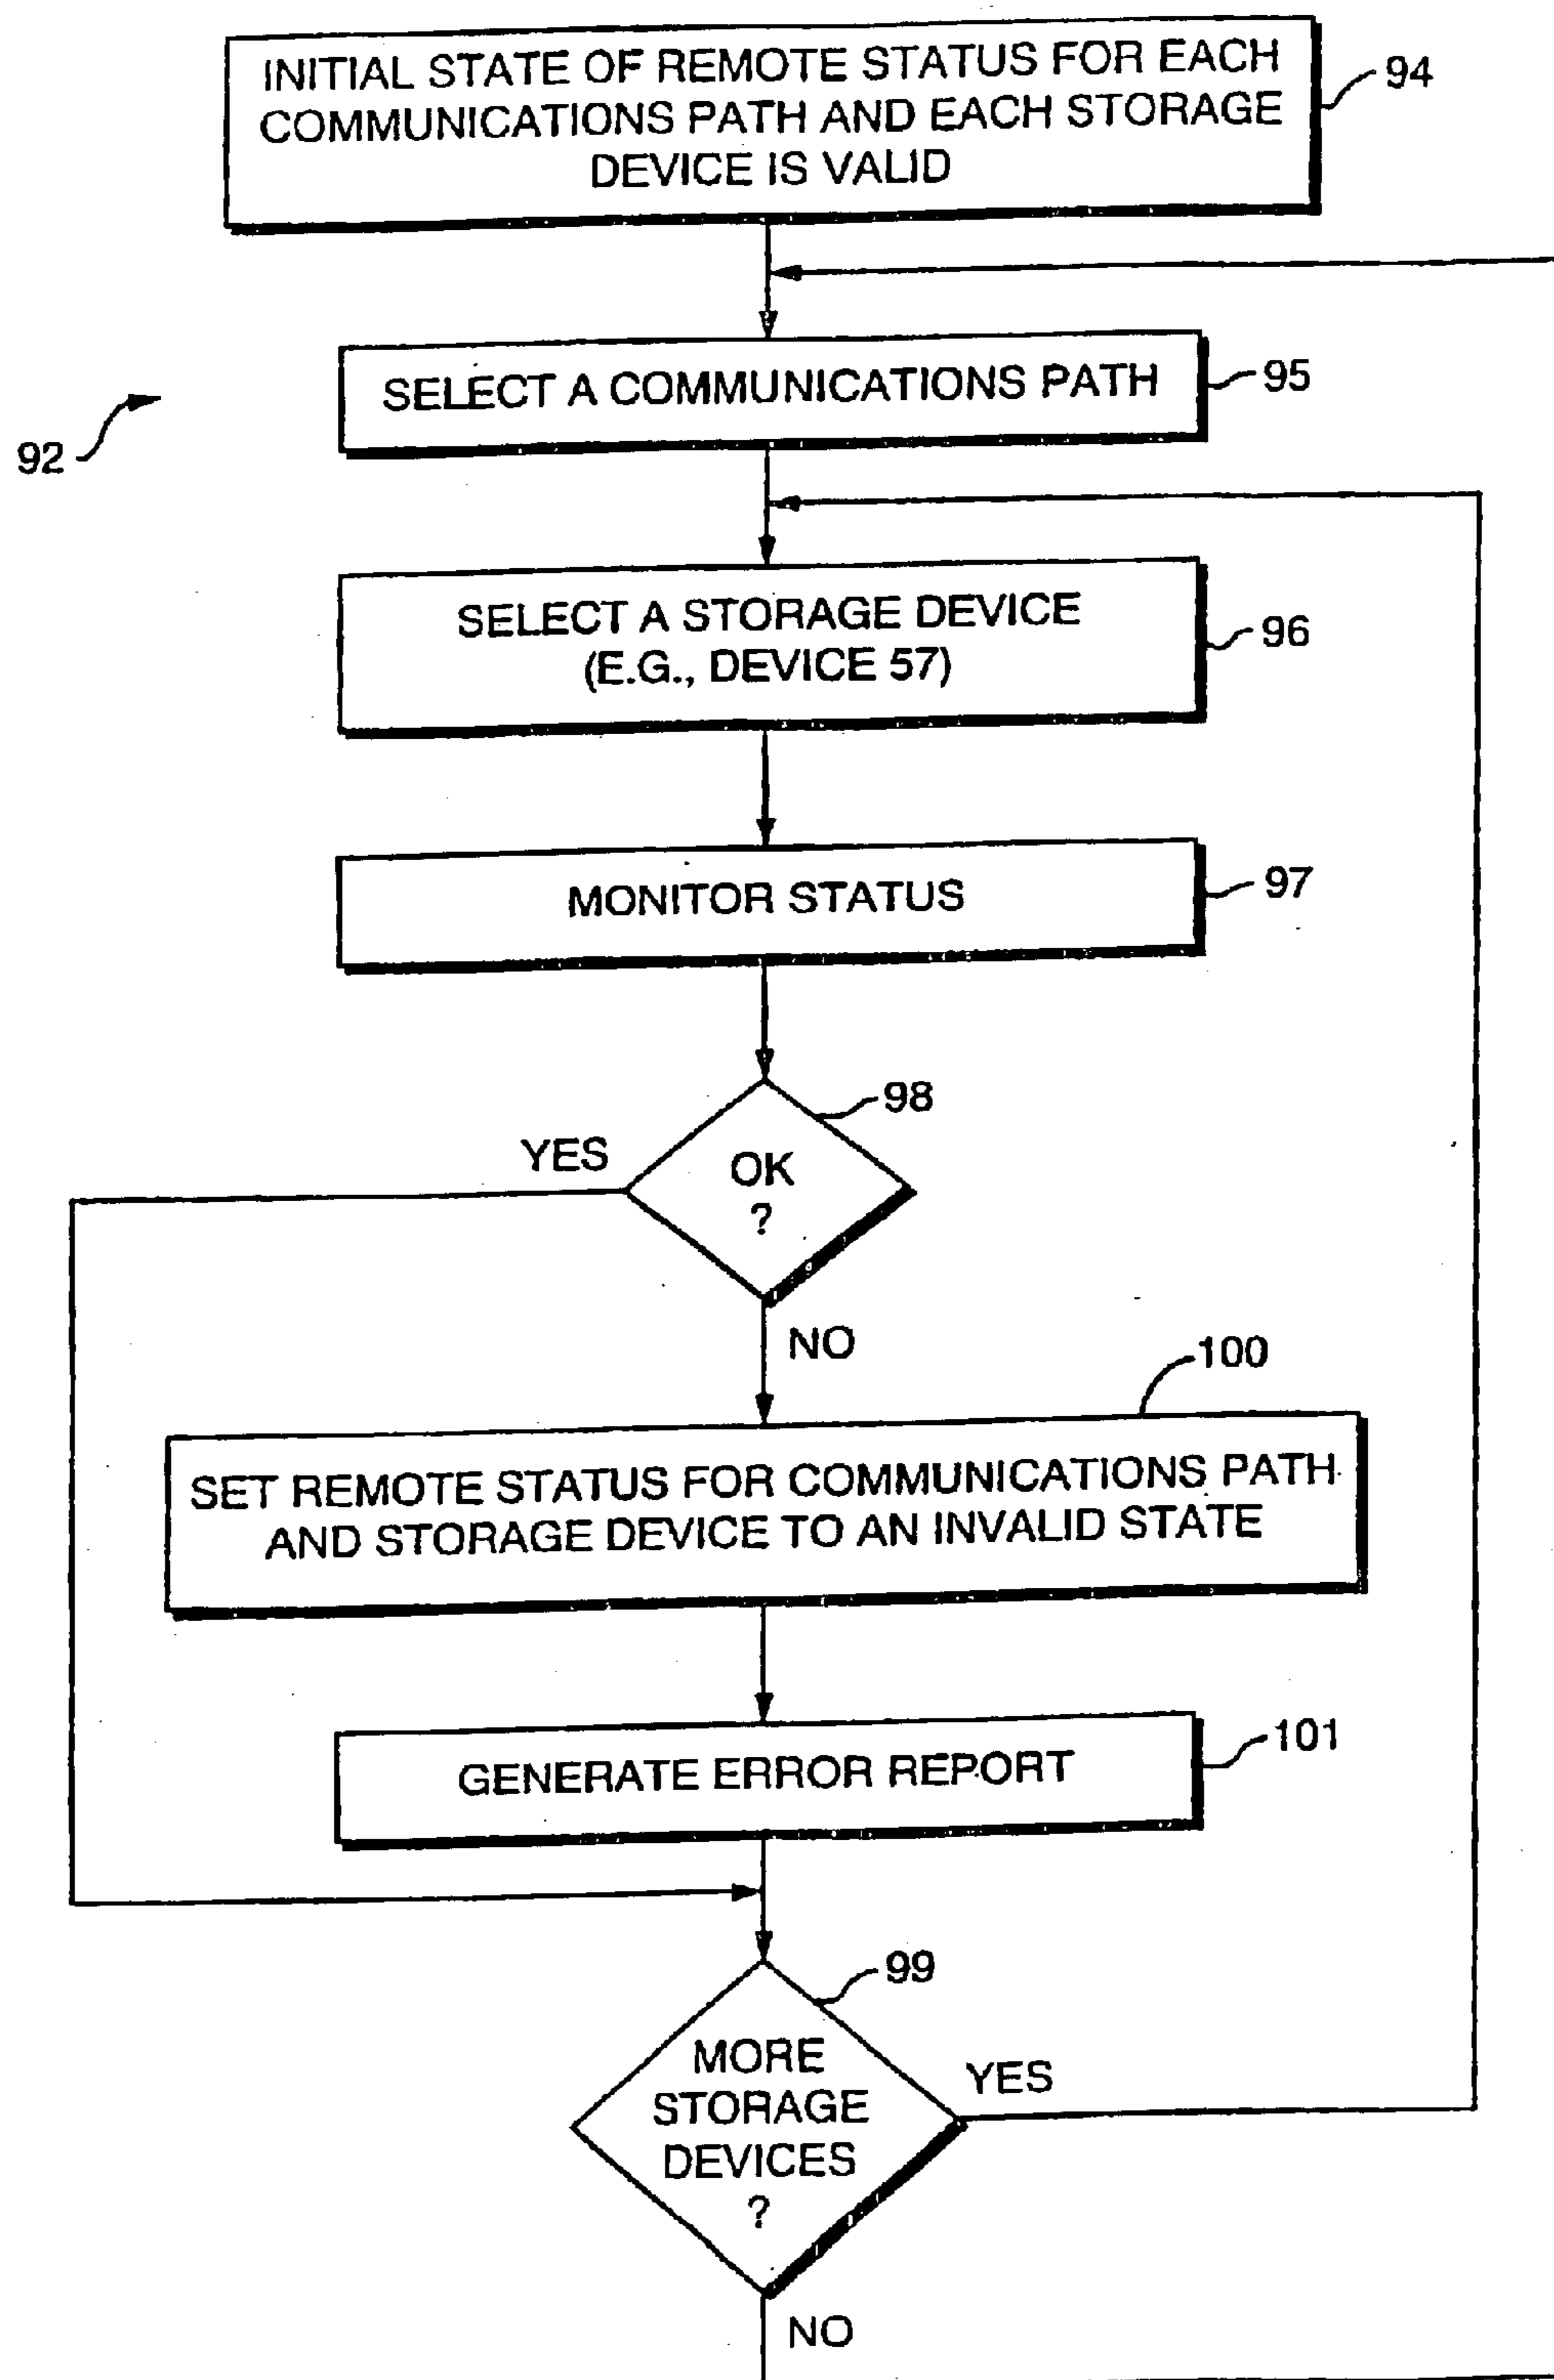 INITIAL STATE OF REMOTE STATUS FOR EACH
COMMUNICATIONS PATH AND EACH STORAGE
DEVICE IS VALID
94
SELECT A COMMUNICATIONS PATH
95
92
SELECT A STORAGE DEVICE
(E.G., DEVICE 57)
96
MONITOR STATUS
97
98
YES
OK
?
NO
100
SET REMOTE STATUS FOR COMMUNICATIONS PATH
AND STORAGE DEVICE TO AN INVALID STATE
GENERATE ERROR REPORT
101
99
MORE
STORAGE
DEVICES
?
YES
NO